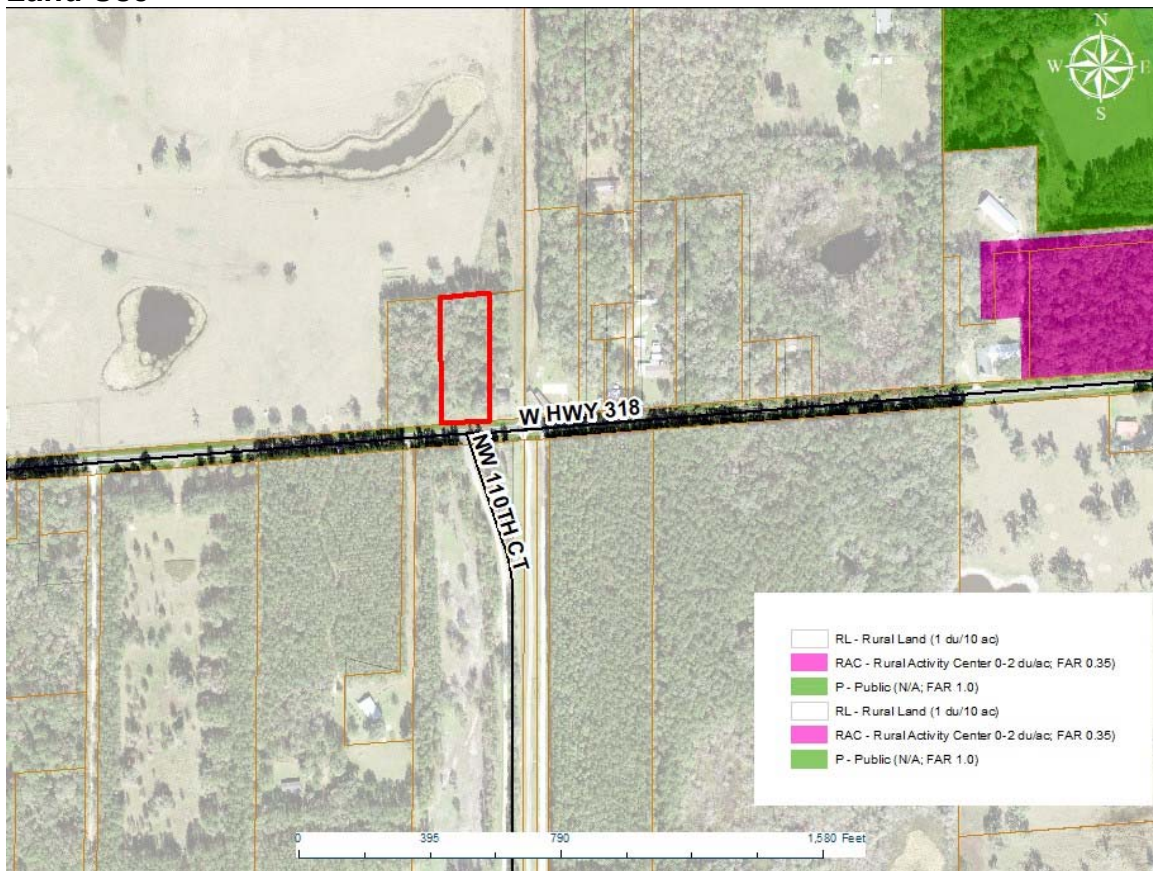 N
W E
S
W HWY 318
NW 110TH CT
RL - Rural Land (1 du/10 ac)
RAC - Rural Activity Center 0-2 du/ac; FAR 0.35)
P - Public (N/A; FAR 1.0)
RL - Rural Land (1 du/10 ac)
RAC - Rural Activity Center 0-2 du/ac; FAR 0.35)
P - Public (N/A; FAR 1.0)
0 395 790 1,580 Feet